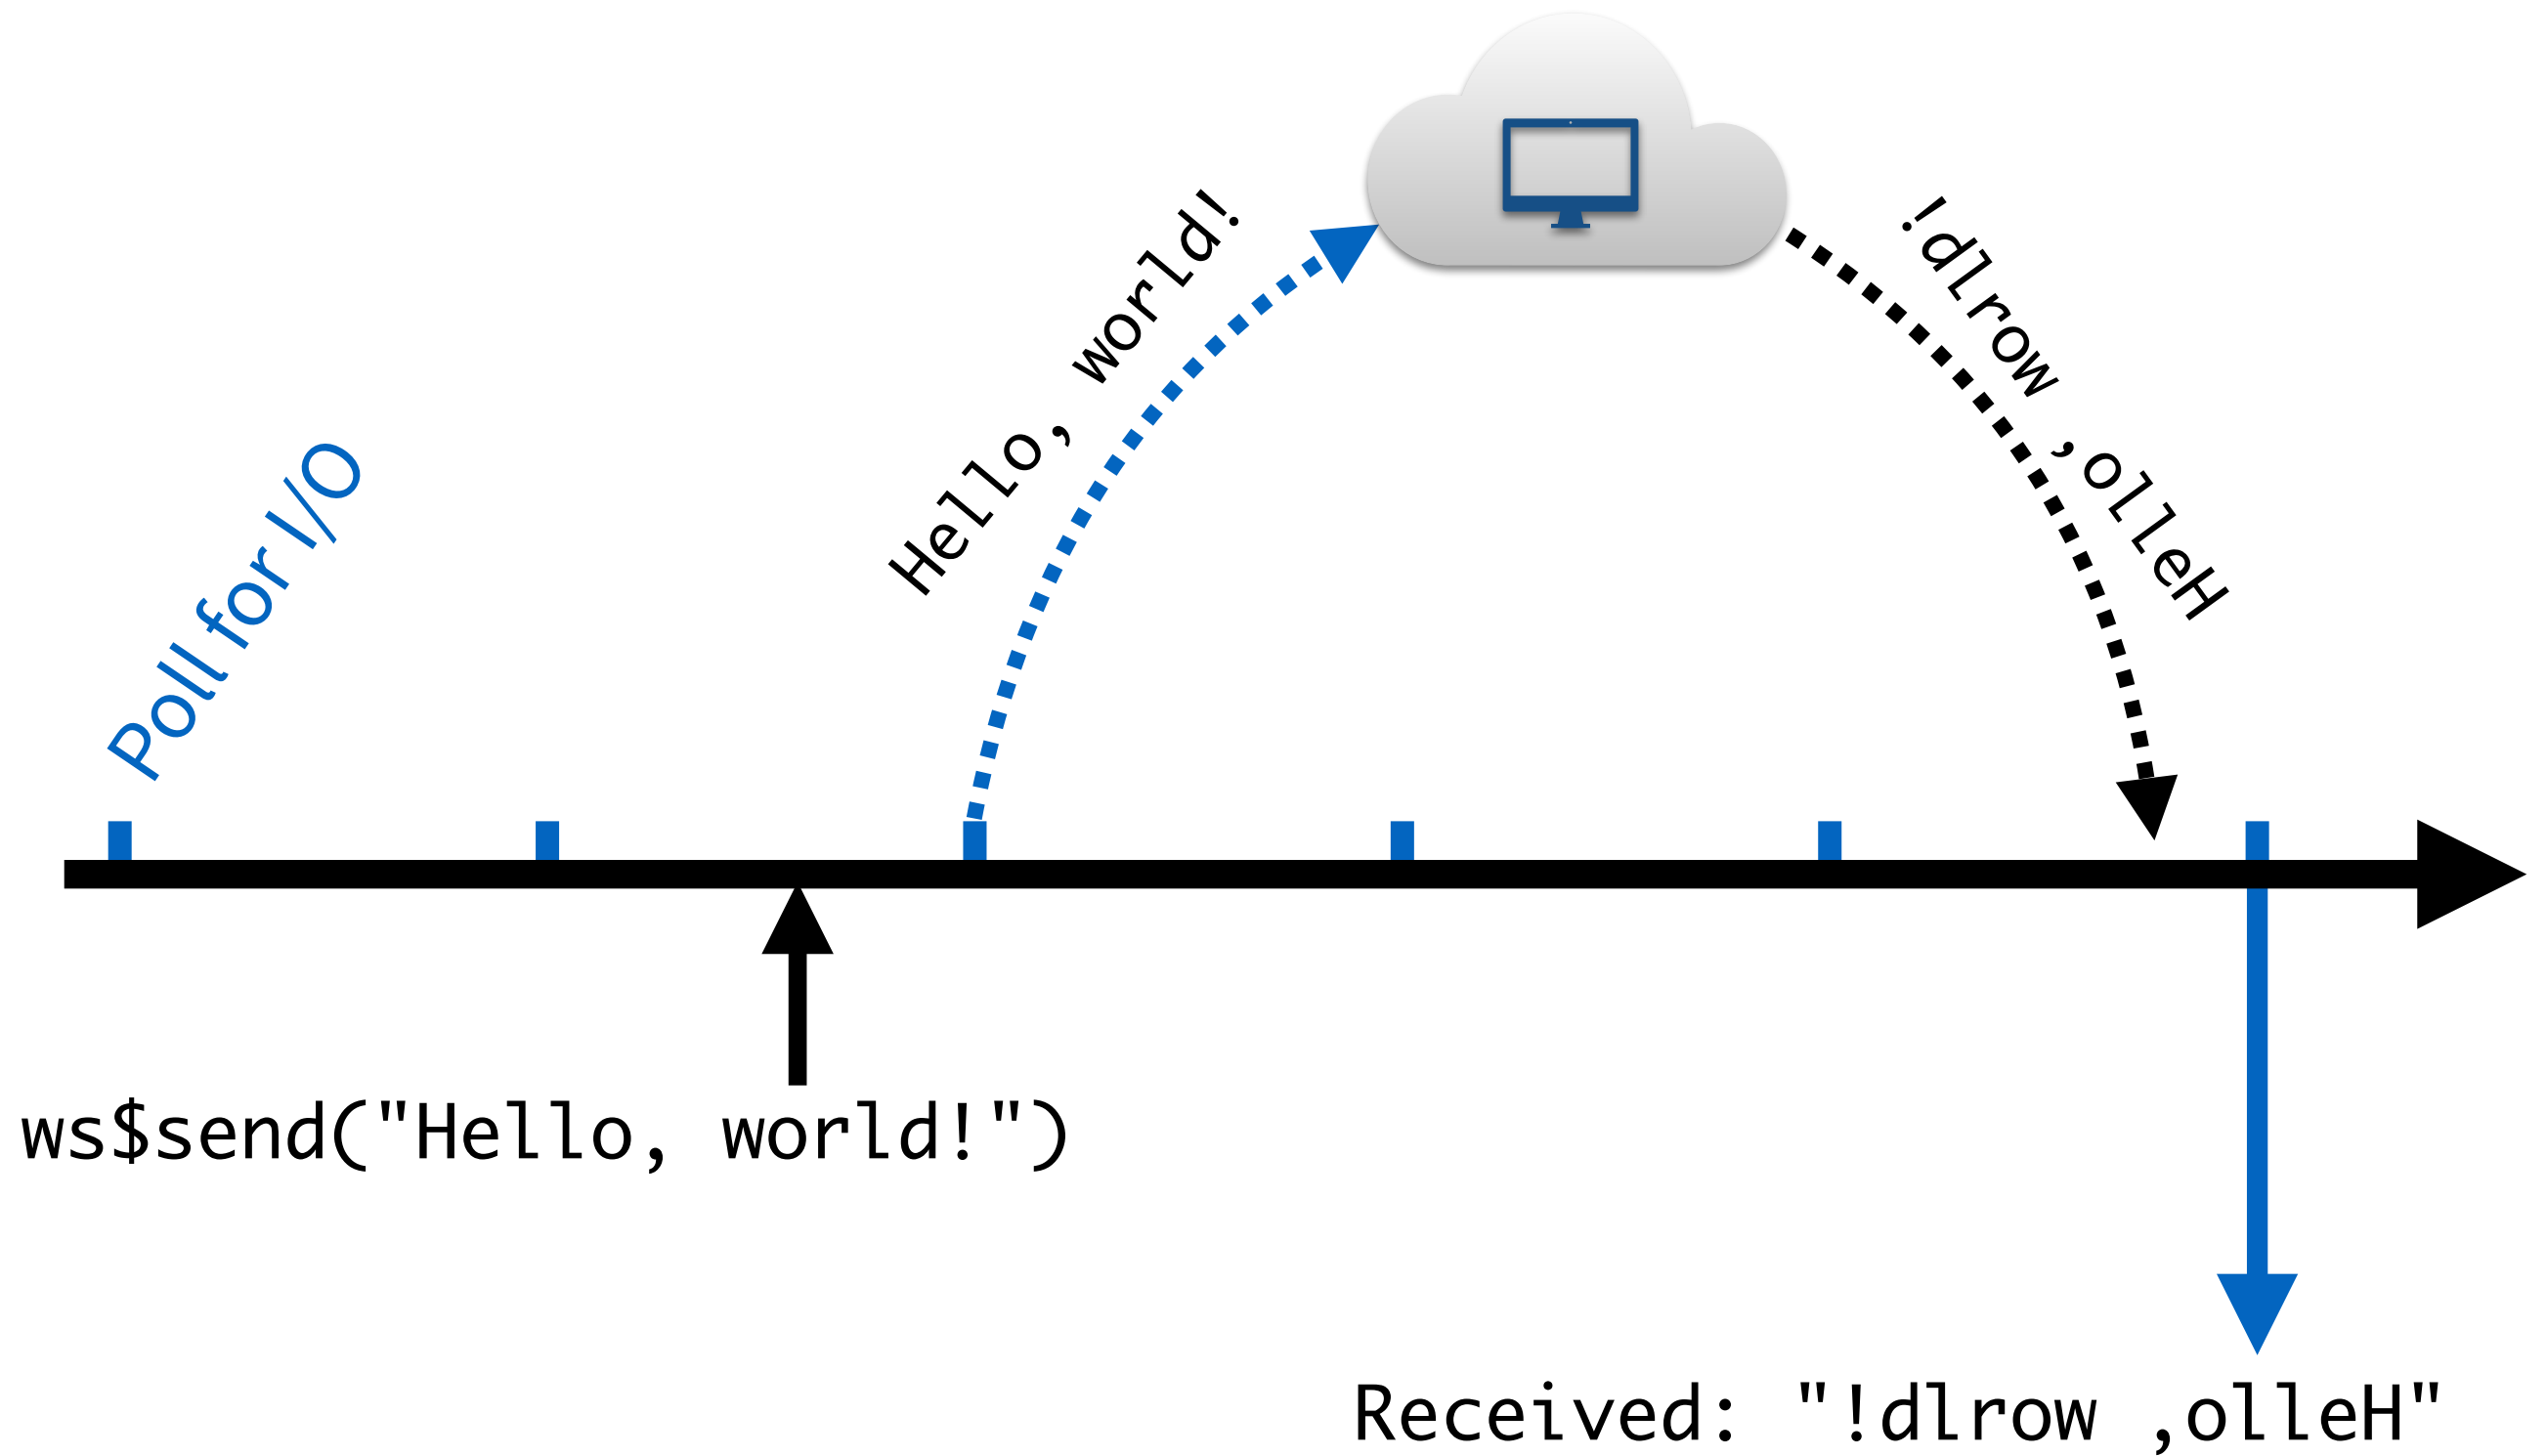 Poll for I/O
Hello, world!
!dlrow ,olleH
ws$send("Hello, world!")
Received: "!dlrow ,olleH"